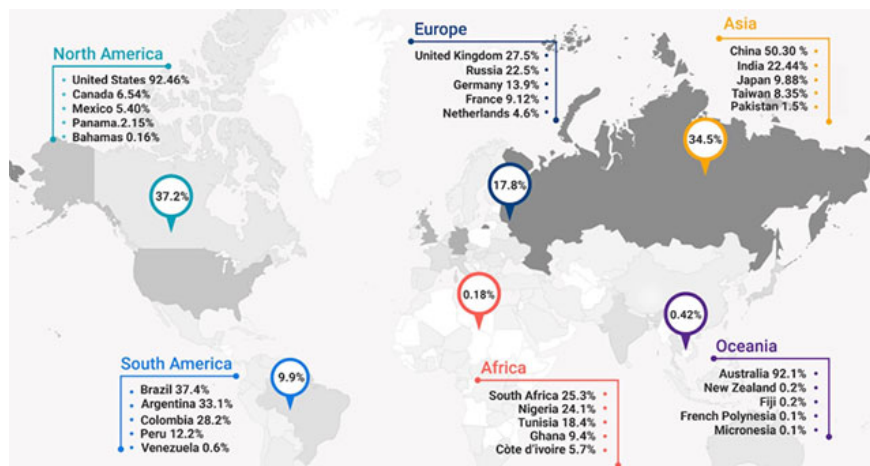 North America
United States 92.46%
Canada 6.54%
Mexico 5.40%
Panama.2.15%
Bahamas 0.16%
37.2%
Europe
United Kingdom 27.5%
Russia 22.5%
Germany 13.9%
France 9.12%
Netherlands 4.6%
17.8%
Asia
China 50.30 %
India 22.44%
Japan 9.88%
Taiwan 8.35%
Pakistan 1.5%
34.5%
South America
Brazil 37.4%
Argentina 33.1%
Colombia 28.2%
Peru 12.2%
Venezuela 0.6%
9.9%
0.18%
Africa
South Africa 25.3%
Nigeria 24.1%
Tunisia 18.4%
Ghana 9.4%
Còte d'ivoire 5.7%
0.42%
Oceania
Australia 92.1%
New Zealand 0.2%
Fiji 0.2%
French Polynesia 0.1%
Micronesia 0.1%